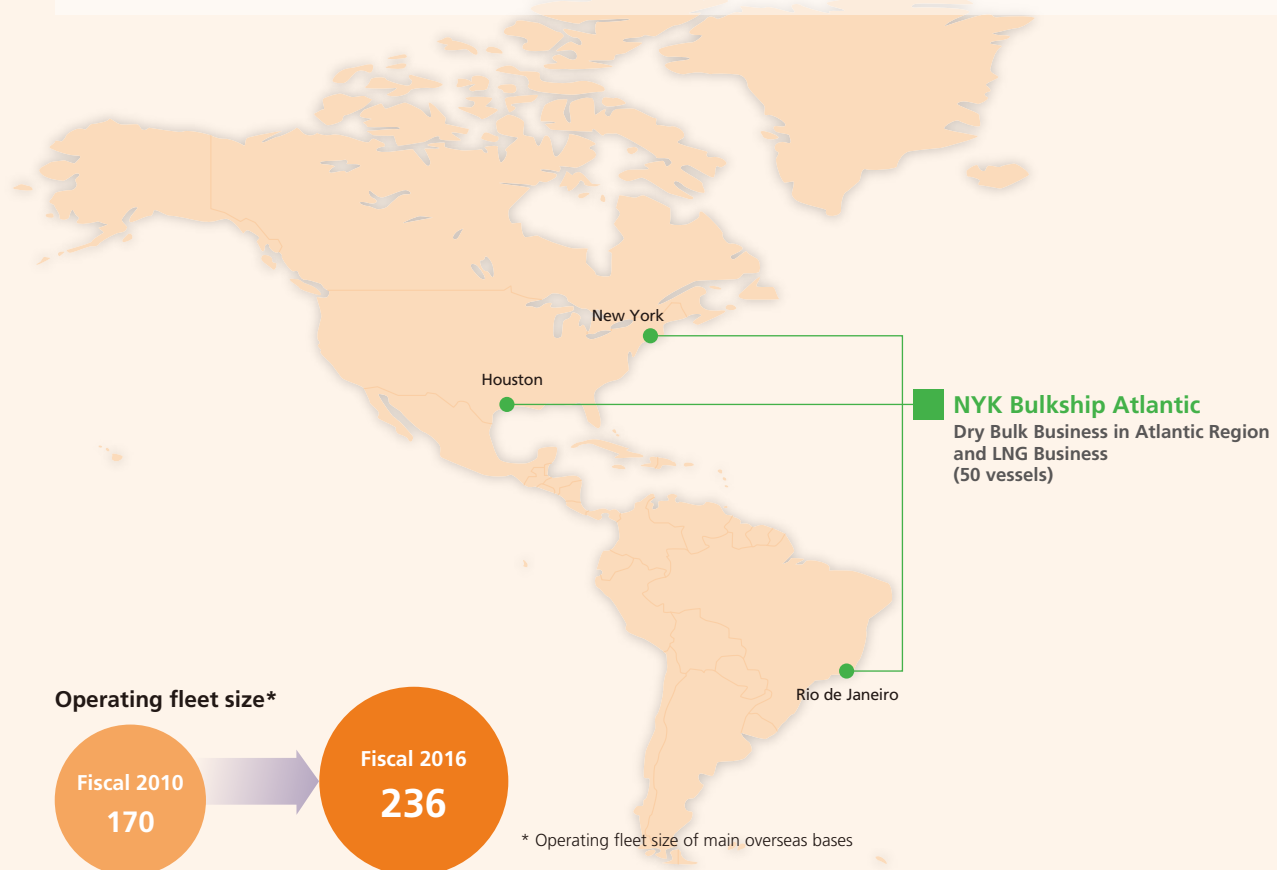 New York
Houston
NYK Bulkship Atlantic
Dry Bulk Business in Atlantic Region
and LNG Business
(50 vessels)
Rio de Janeiro
Operating fleet size*
Fiscal 2010
170
Fiscal 2016
236
* Operating fleet size of main overseas bases